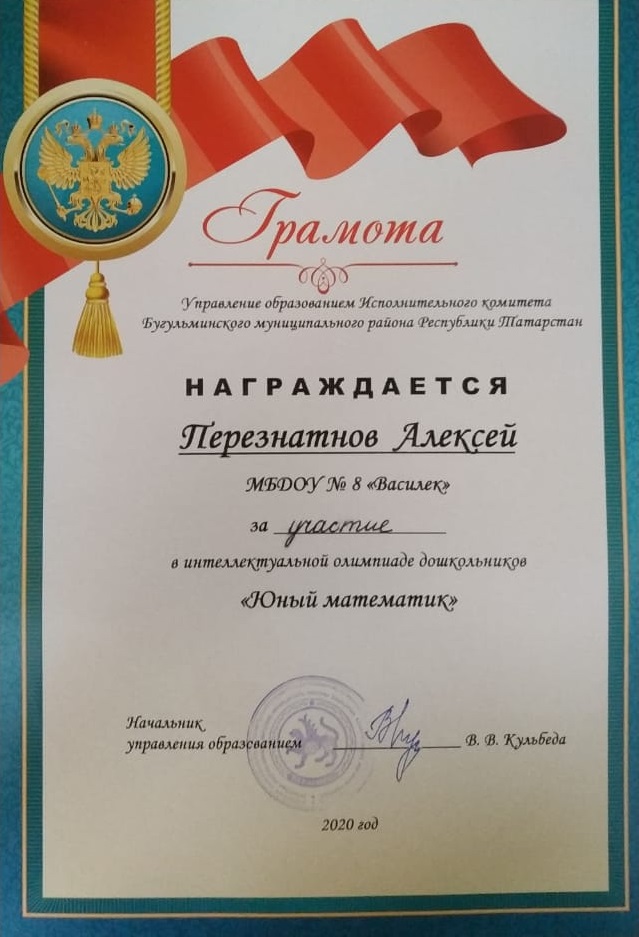 Грамота
Управление образованием Исполнительного комитета
Бугульминского муниципального района Республики Татарстан
НАГРАЖДАЕТСЯ
Перезнатнов Алексей
МБДОУ № 8 «Василек»
за участие
в интеллектуальной олимпиаде дошкольников
«Юный математик»
Начальник
управления образованием В. В. Кульбеда
2020 год